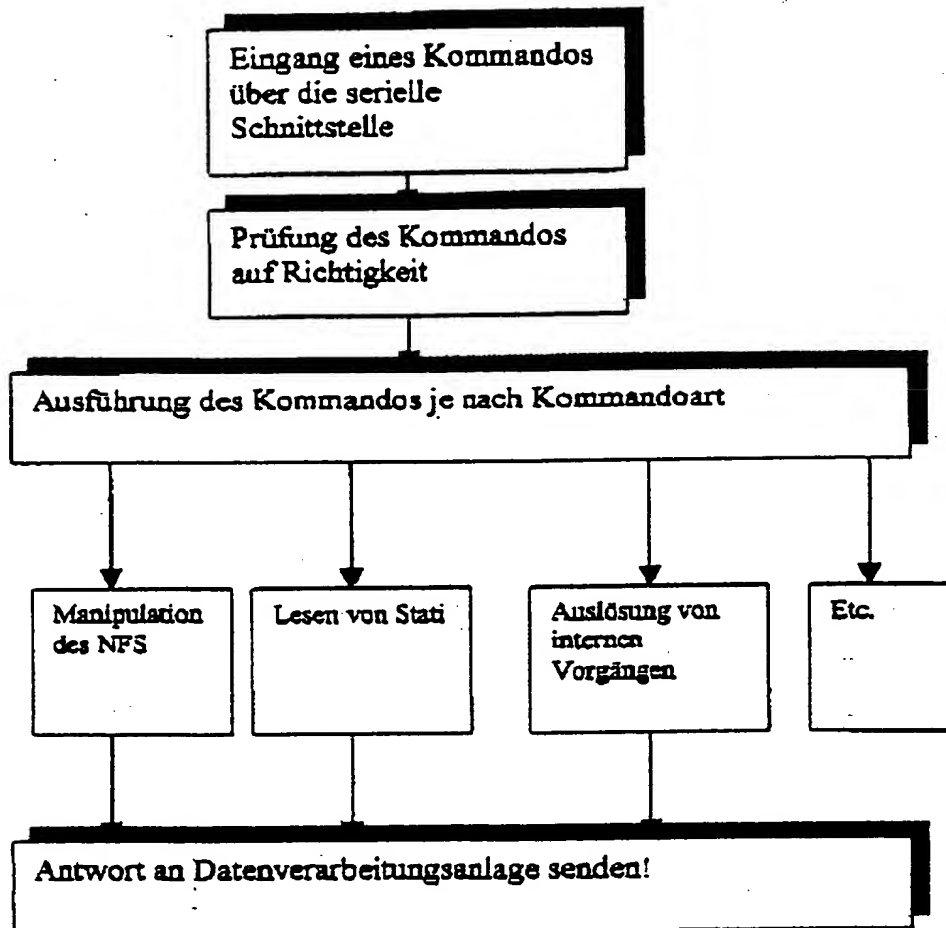 Eingang eines Kommandos
über die serielle
Schnittstelle
Prüfung des Kommandos
auf Richtigkeit
Ausführung des Kommandos je nach Kommandoart
Manipulation
des NFS
Lesen von Stati
Auslösung von
internen
Vorgängen
Etc.
Antwort an Datenverarbeitungsanlage senden!